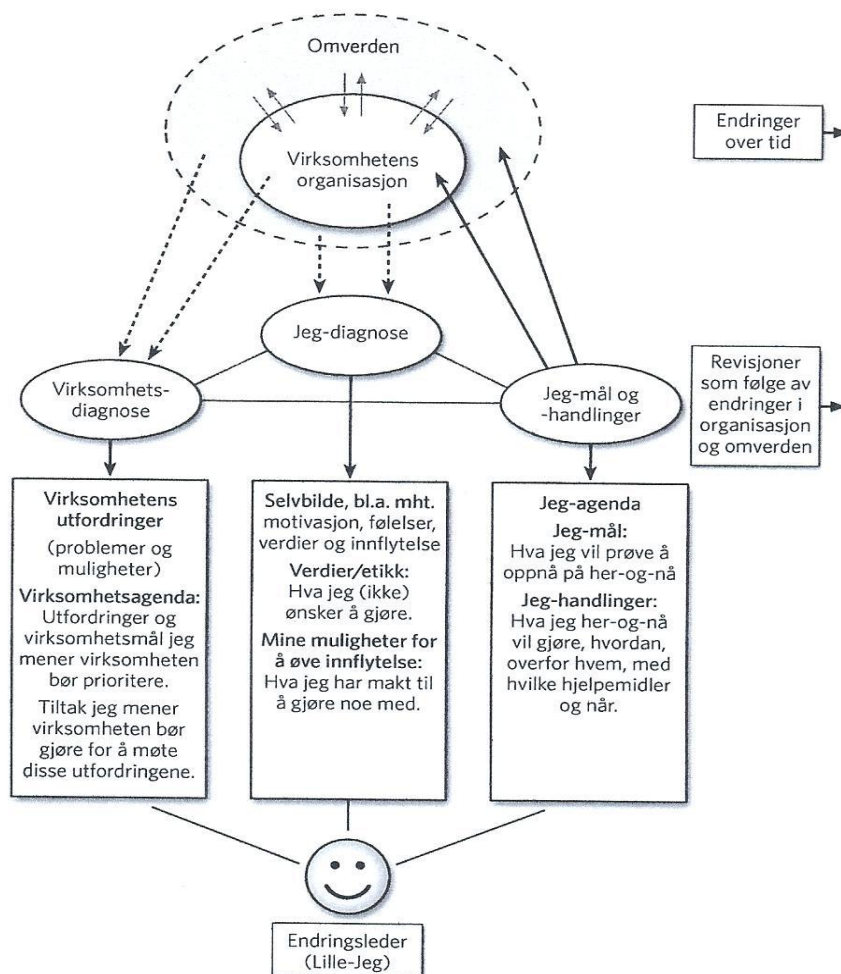 Omverden
Virksomhetens
organisasjon
Endringer
over tid
Jeg-diagnose
Virksomhets-
diagnose
Jeg-mål og
-handlinger
Revisjoner
som følge av
endringer i
organisasjon
og omverden
Virksomhetens
utfordringer
(problemer og
muligheter)
Virksomhetsagenda:
Utfordringer og
virksomhetsmål jeg
mener virksomheten
bør prioritere.
Tiltak jeg mener
virksomheten bør
gjøre for å møte
disse utfordringene.
Selvbilde, bl.a. mht.
motivasjon, følelser,
verdier og innflytelse
Verdier/etikk:
Hva jeg (ikke)
ønsker å gjøre.
Mine muligheter for
å øve innflytelse:
Hva jeg har makt til
å gjøre noe med.
Jeg-agenda
Jeg-mål:
Hva jeg vil prøve å
oppnå på her-og-nå
Jeg-handlinger:
Hva jeg her-og-nå
vil gjøre, hvordan,
overfor hvem, med
hvilke hjelpemidler
og når.
Endringsleder
(Lille-Jeg)